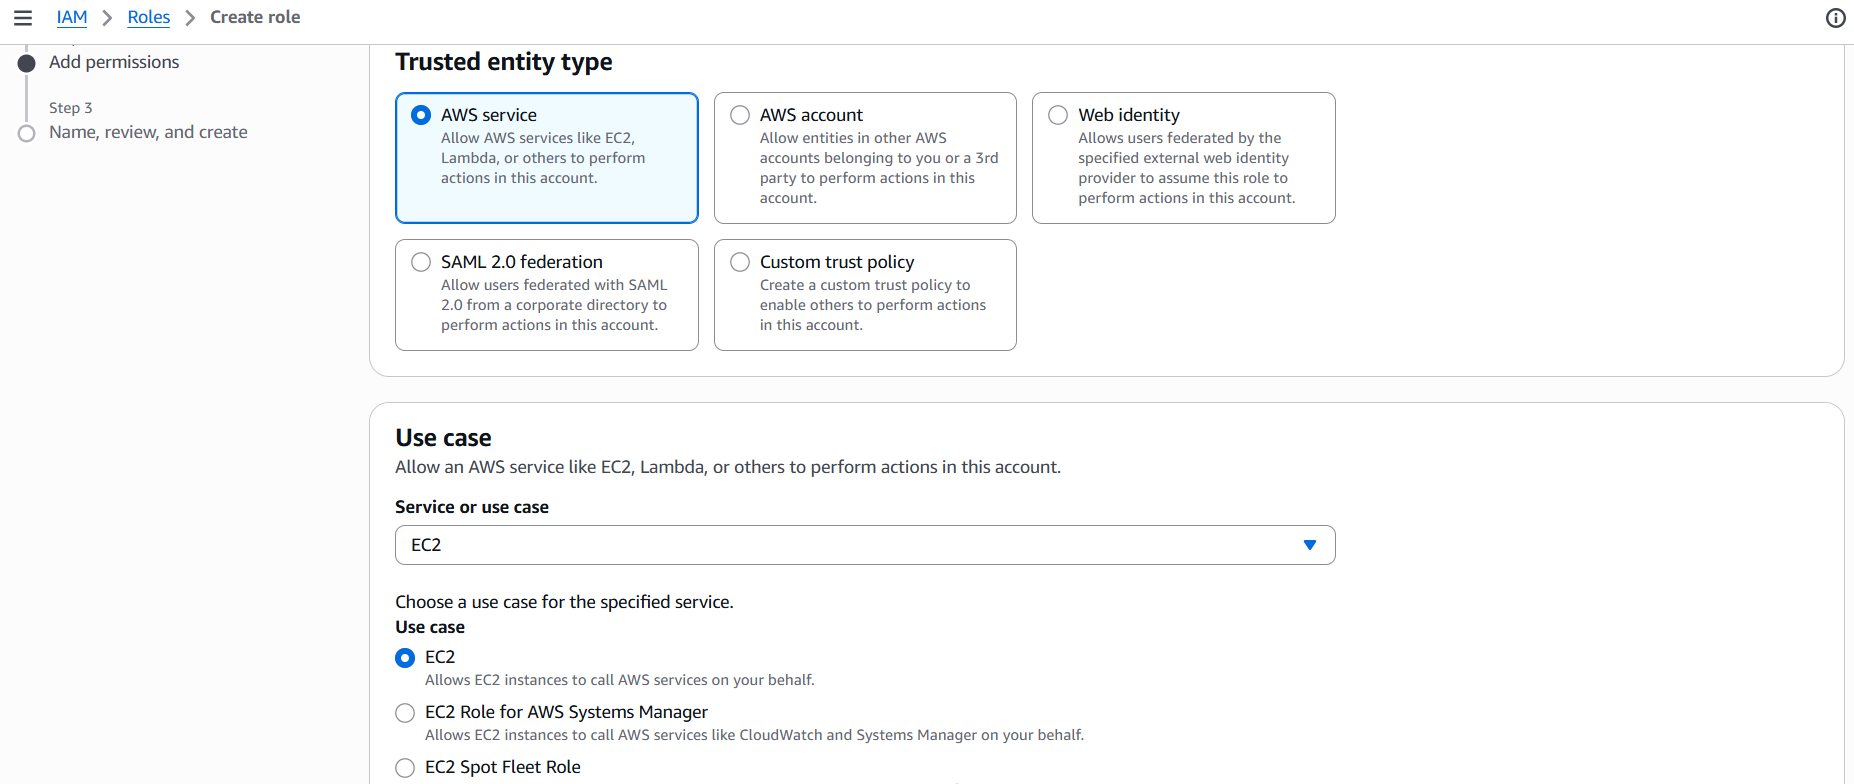 IAM > Roles > Create role
Add permissions
Step 3
Name, review, and create
Trusted entity type
AWS service
Allow AWS services like EC2,
Lambda, or others to perform
actions in this account.
AWS account
Allow entities in other AWS
accounts belonging to you or a 3rd
party to perform actions in this
account.
Web identity
Allows users federated by the
specified external web identity
provider to assume this role to
perform actions in this account.
SAML 2.0 federation
Allow users federated with SAML
2.0 from a corporate directory to
perform actions in this account.
Custom trust policy
Create a custom trust policy to
enable others to perform actions
in this account.
Use case
Allow an AWS service like EC2, Lambda, or others to perform actions in this account.
Service or use case
EC2
Choose a use case for the specified service.
Use case
EC2
Allows EC2 instances to call AWS services on your behalf.
EC2 Role for AWS Systems Manager
Allows EC2 instances to call AWS services like CloudWatch and Systems Manager on your behalf.
EC2 Spot Fleet Role